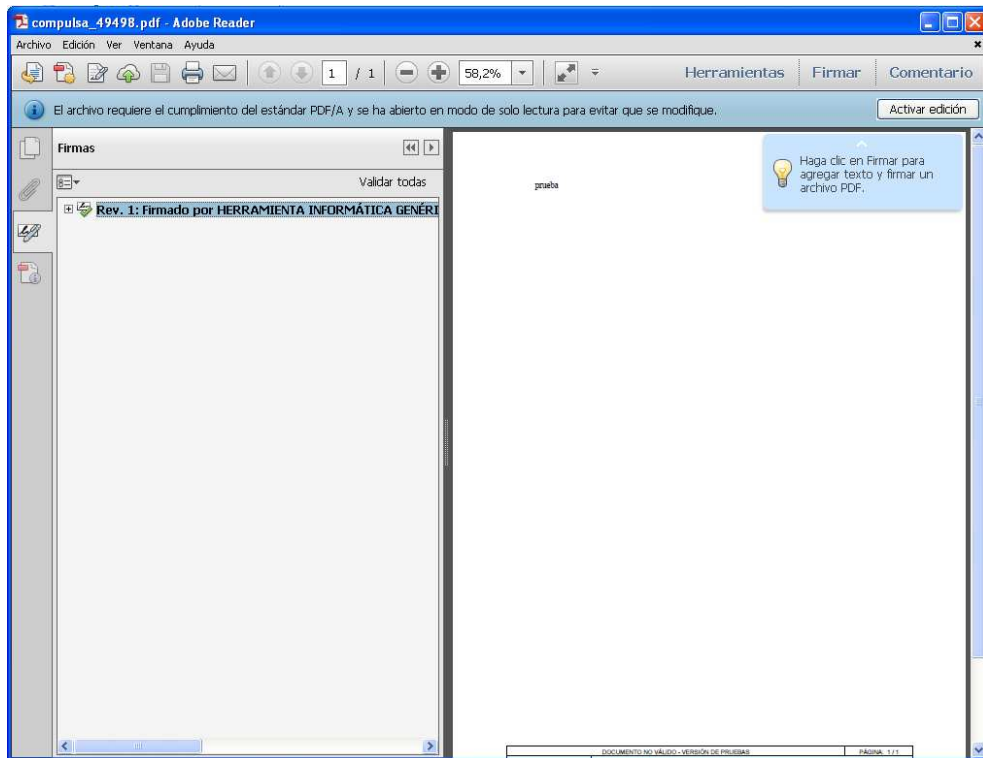 compulsa_49498.pdf - Adobe Reader
Archivo Edición Ver Ventana Ayuda
1 / 1 58,2% Herramientas Firmar Comentario
El archivo requiere el cumplimiento del estándar PDF/A y se ha abierto en modo de solo lectura para evitar que se modifique. Activar edición
Firmas
Validar todas
Rev. 1: Firmado por HERRAMIENTA INFORMÁTICA GENÉRI
prueba
Haga clic en Firmar para
agregar texto y firmar un
archivo PDF.
DOCUMENTO NO VÁLIDO - VERSIÓN DE PRUEBAS PÁGINA: 1 / 1